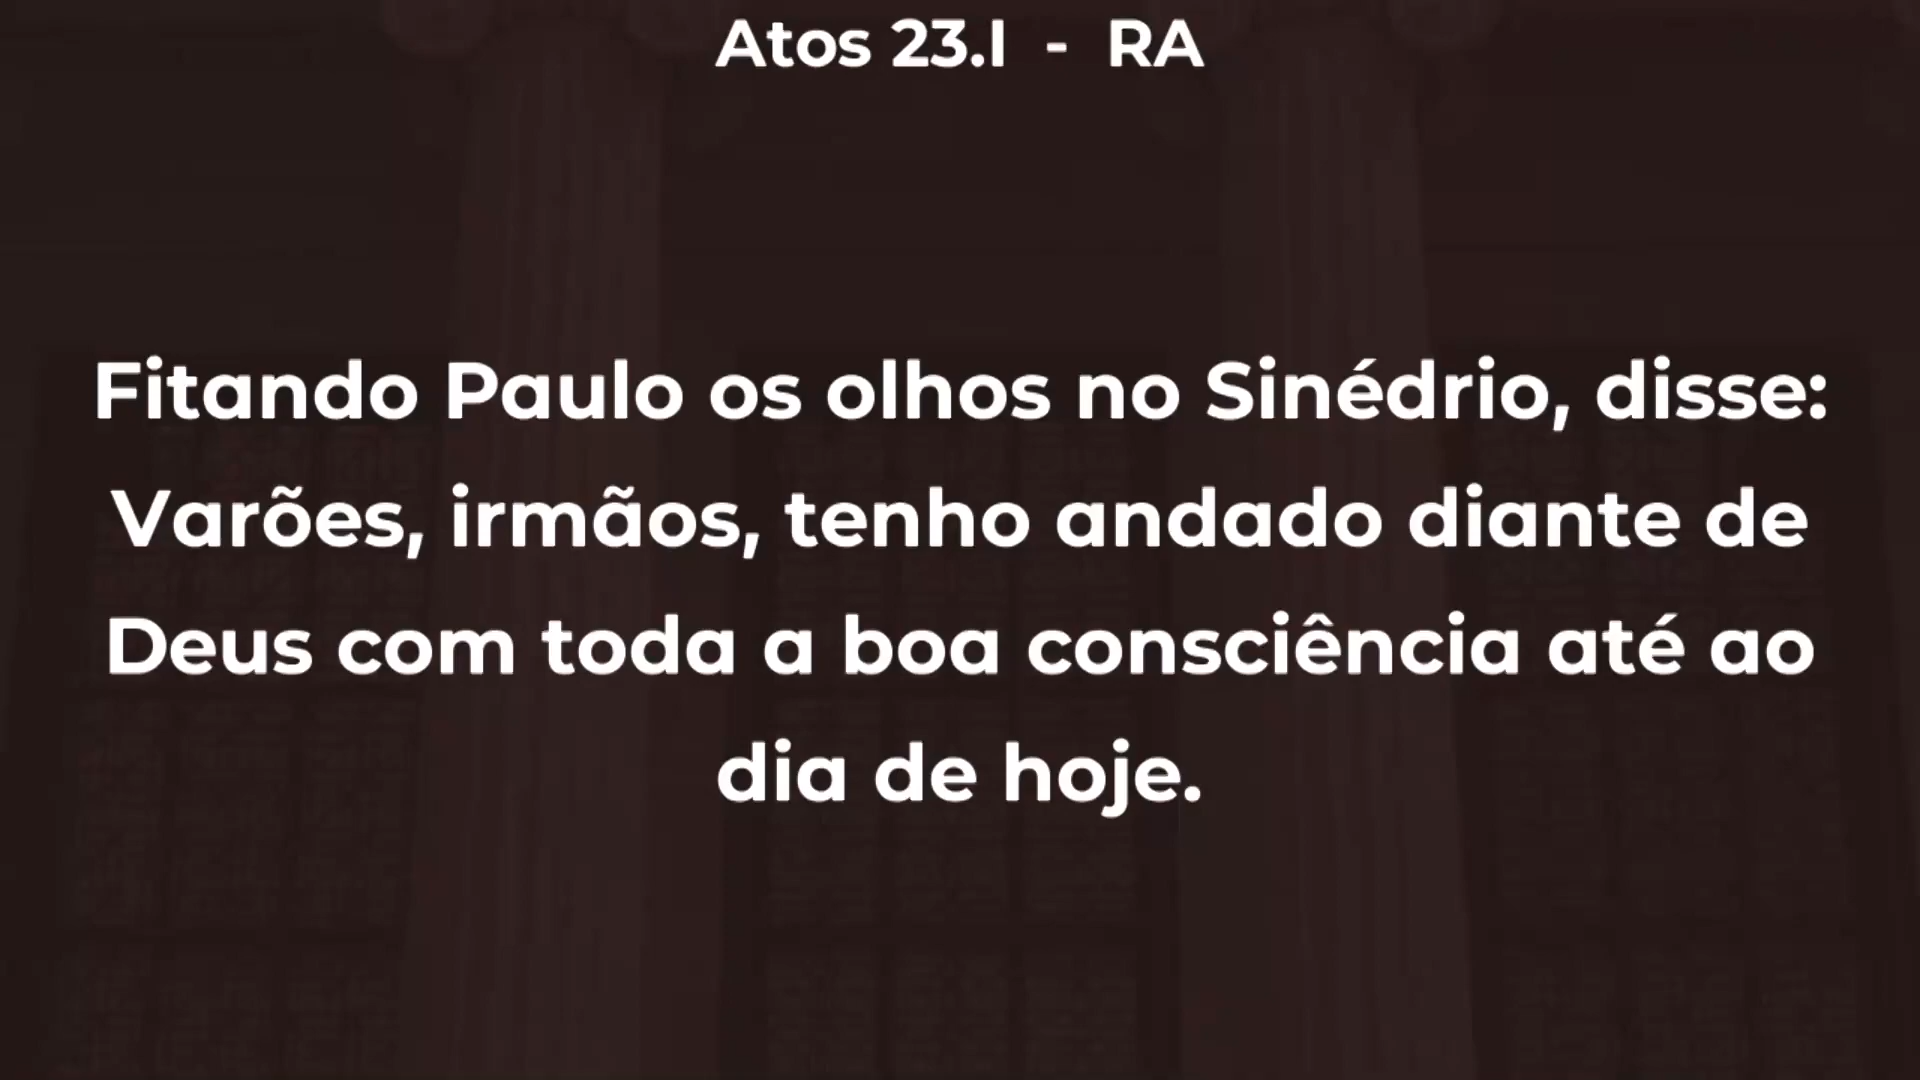 Atos 23.1 - RA
Fitando Paulo os olhos no Sinédrio, disse:
Varões, irmãos, tenho andado diante de
Deus com toda a boa consciência até ao
dia de hoje.